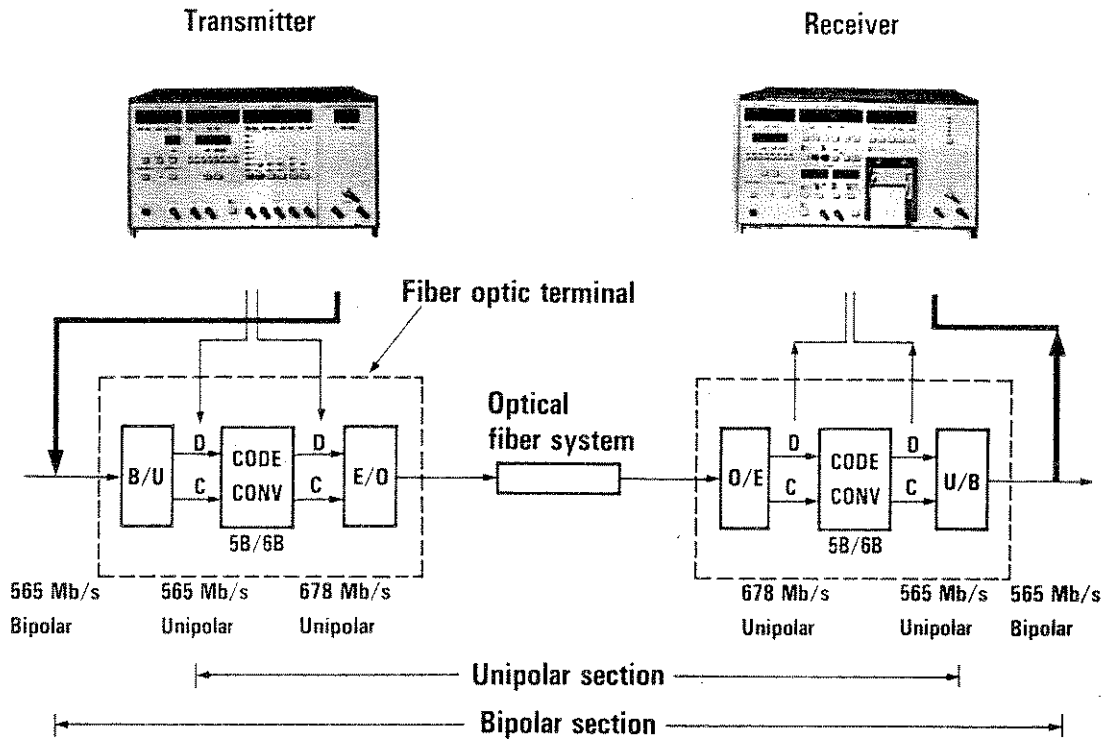 Transmitter
Receiver
Fiber optic terminal
Optical
fiber system
B/U
D
C
CODE
CONV
5B/6B
D
C
E/O
O/E
D
C
CODE
CONV
5B/6B
D
C
U/B
565 Mb/s
Bipolar
565 Mb/s
Unipolar
678 Mb/s
Unipolar
678 Mb/s
Unipolar
565 Mb/s
Unipolar
565 Mb/s
Bipolar
Unipolar section
Bipolar section